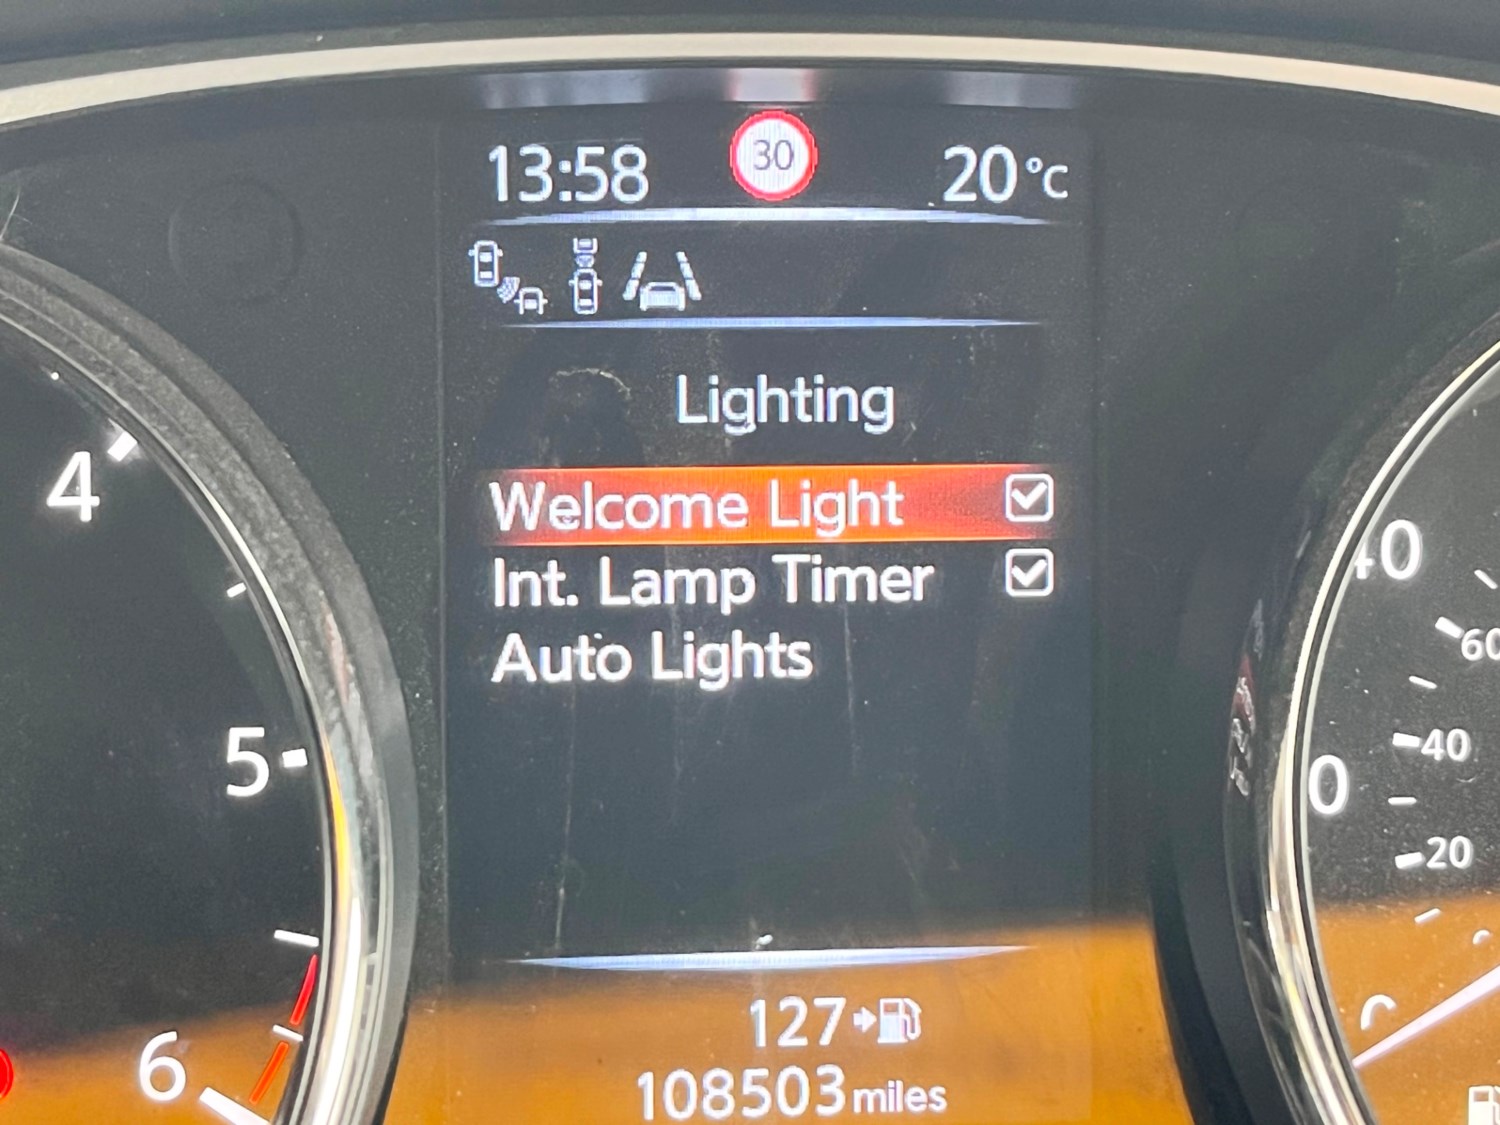 13:58 30 20°C
Lighting
Welcome Light
Int. Lamp Timer
Auto Lights
127
108503 miles
4
5
6
0
60
40
20